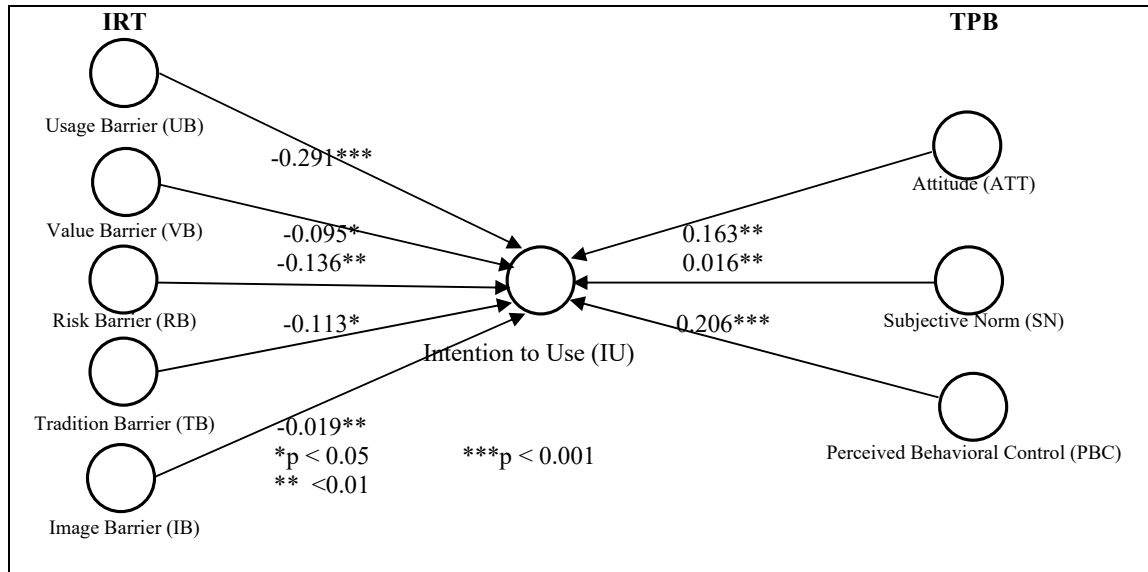 IRT
TPB
Usage Barrier (UB)
-0.291***
Attitude (ATT)
Value Barrier (VB)
-0.095*
0.163**
-0.136**
0.016**
Risk Barrier (RB)
-0.113*
0.206***
Subjective Norm (SN)
Intention to Use (IU)
Tradition Barrier (TB)
-0.019**
*p < 0.05
***p < 0.001
Perceived Behavioral Control (PBC)
** <0.01
Image Barrier (IB)